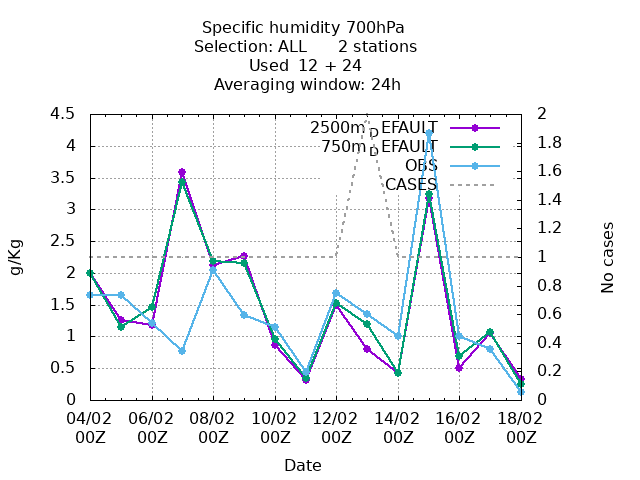 Specific humidity 700hPa
Selection: ALL      2 stations
Used  12 + 24
Averaging window: 24h
2500m_DEFAULT
750m_DEFAULT
OBS
CASES
g/Kg
4.5
4
3.5
3
2.5
2
1.5
1
0.5
0
No cases
2
1.8
1.6
1.4
1.2
1
0.8
0.6
0.4
0.2
0
04/02 06/02 08/02 10/02 12/02 14/02 16/02 18/02
00Z 00Z 00Z 00Z 00Z 00Z 00Z 00Z
Date